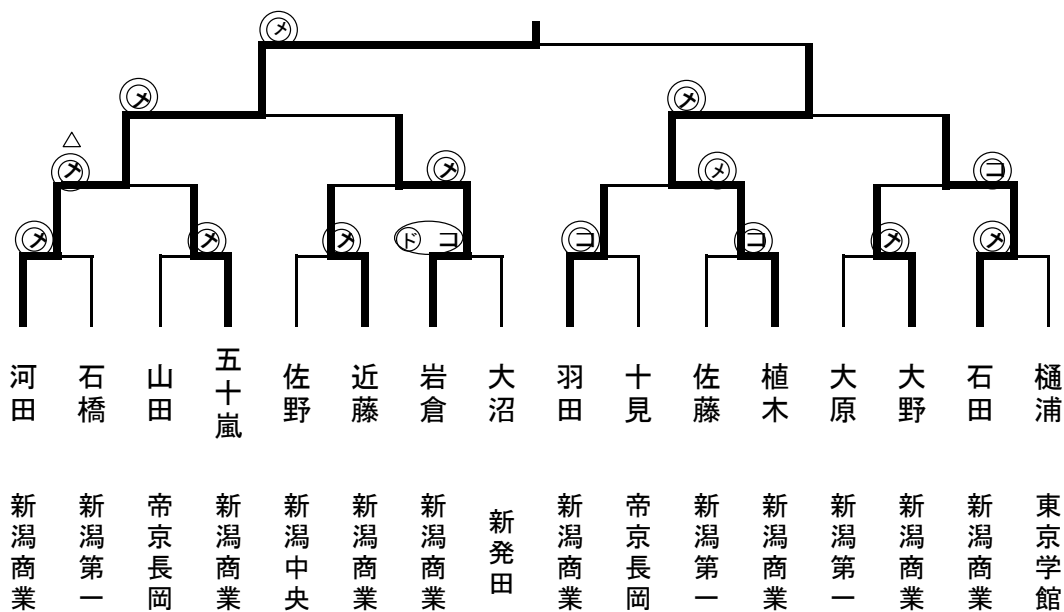 メ
メ
メ
△
メ
メ
メ
コ
メ
メ
メ
ド コ
コ
コ
メ
メ
河田
石橋
山田
五十嵐
佐野
近藤
岩倉
大沼
羽田
十見
佐藤
植木
大原
大野
石田
樋浦
新潟商業
新潟第一
帝京長岡
新潟商業
新潟中央
新潟商業
新潟商業
新発田
新潟商業
帝京長岡
新潟第一
新潟商業
新潟第一
新潟商業
新潟商業
東京学館